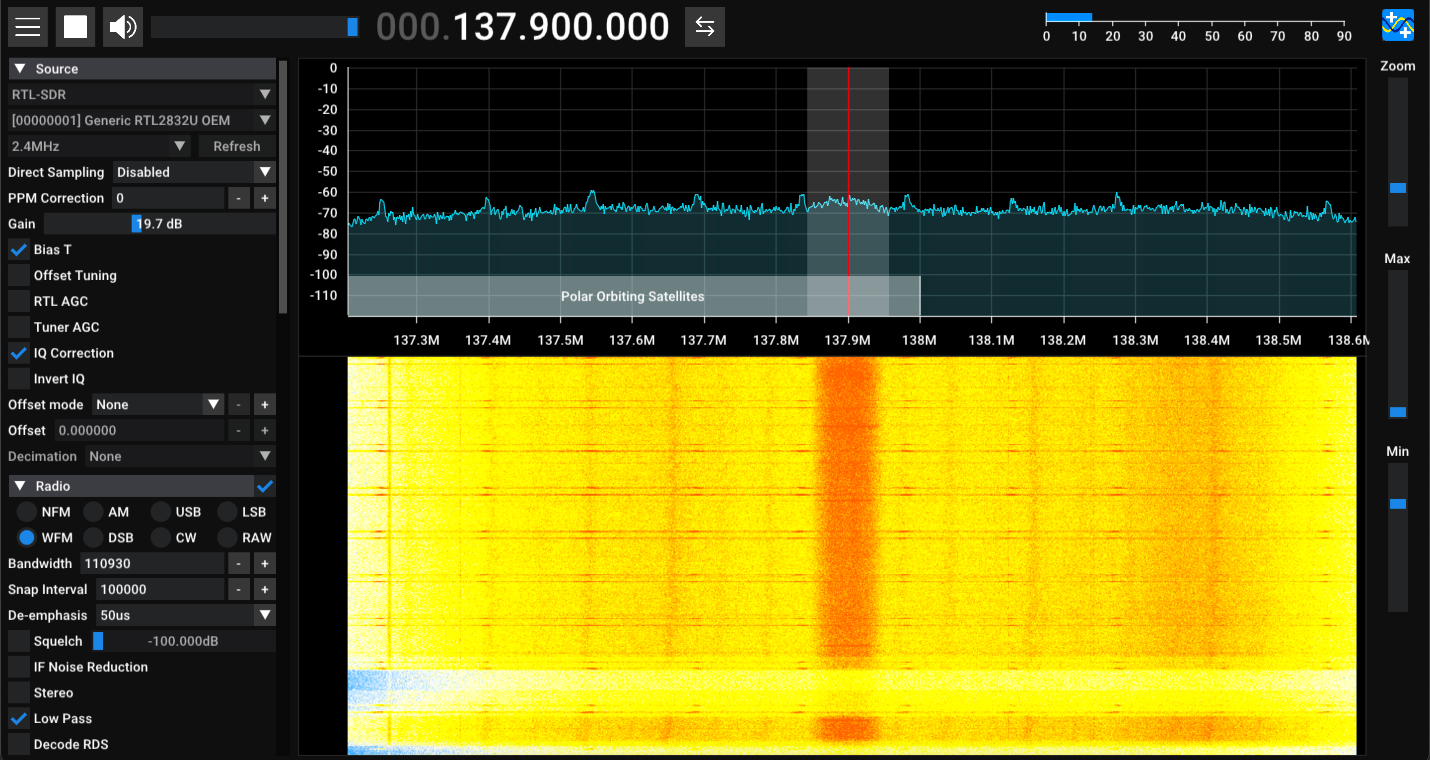 000.137.900.000
0 10 20 30 40 50 60 70 80 90
Source
RTL-SDR
[00000001] Generic RTL2832U OEM
2.4MHz Refresh
Direct Sampling Disabled
PPM Correction 0 - +
Gain 19.7 dB
Bias T
Offset Tuning
RTL AGC
Tuner AGC
IQ Correction
Invert IQ
Offset mode None - +
Offset 0.000000 - +
Decimation None
Radio
NFM AM USB LSB
WFM DSB CW RAW
Bandwidth 110930 - +
Snap Interval 100000 - +
De-emphasis 50us
Squelch -100.000dB
IF Noise Reduction
Stereo
Low Pass
Decode RDS
0
-10
-20
-30
-40
-50
-60
-70
-80
-90
-100
-110
Polar Orbiting Satellites
137.3M 137.4M 137.5M 137.6M 137.7M 137.8M 137.9M 138M 138.1M 138.2M 138.3M 138.4M 138.5M 138.6M
Zoom
Max
Min